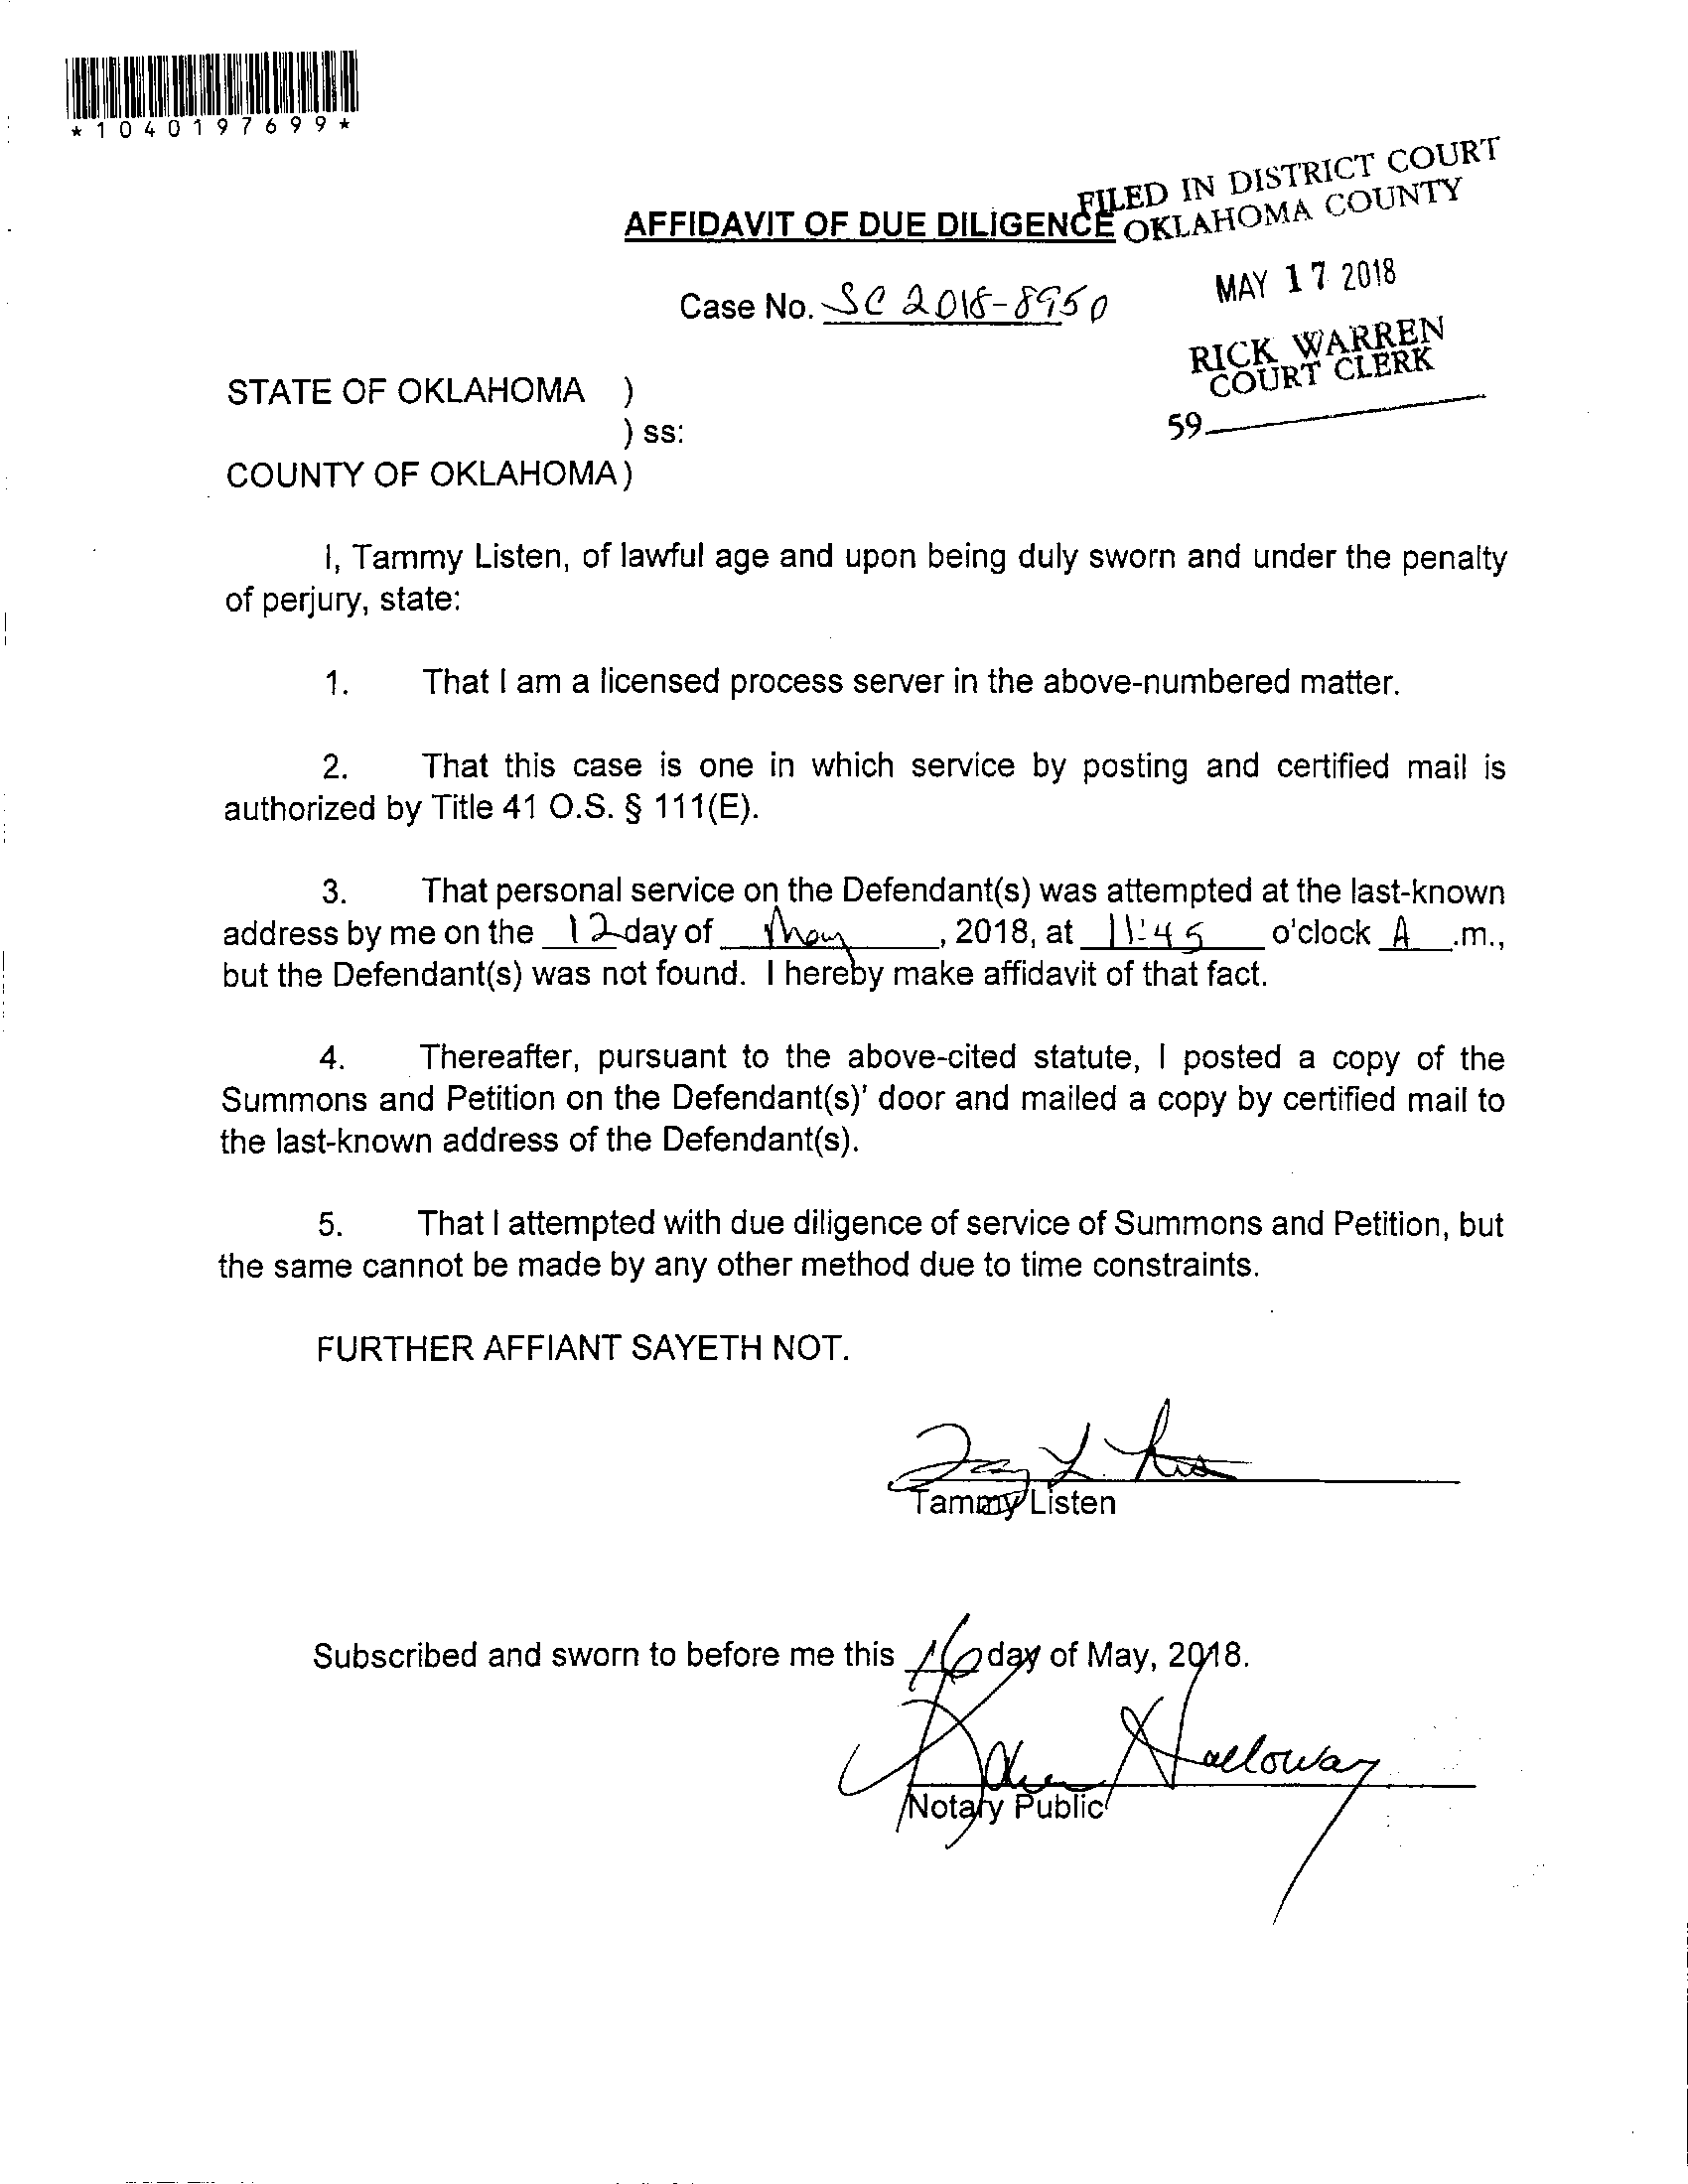 *1040197699*
FILED IN DISTRICT COURT
OKLAHOMA COUNTY
AFFIDAVIT OF DUE DILIGENCE
MAY 17 2018
Case No. SC 2018-8950
RICK WARREN
COURT CLERK
59
STATE OF OKLAHOMA )
) ss:
COUNTY OF OKLAHOMA)
I, Tammy Listen, of lawful age and upon being duly sworn and under the penalty
of perjury, state:
1. That I am a licensed process server in the above-numbered matter.
2. That this case is one in which service by posting and certified mail is
authorized by Title 41 O.S. § 111(E).
3. That personal service on the Defendant(s) was attempted at the last-known
address by me on the 12 day of May, 2018, at 11:45 o'clock A .m.,
but the Defendant(s) was not found. I hereby make affidavit of that fact.
4. Thereafter, pursuant to the above-cited statute, I posted a copy of the
Summons and Petition on the Defendant(s)' door and mailed a copy by certified mail to
the last-known address of the Defendant(s).
5. That I attempted with due diligence of service of Summons and Petition, but
the same cannot be made by any other method due to time constraints.
FURTHER AFFIANT SAYETH NOT.
Tammy Listen
Subscribed and sworn to before me this 16 day of May, 2018.
Holloway
Notary Public